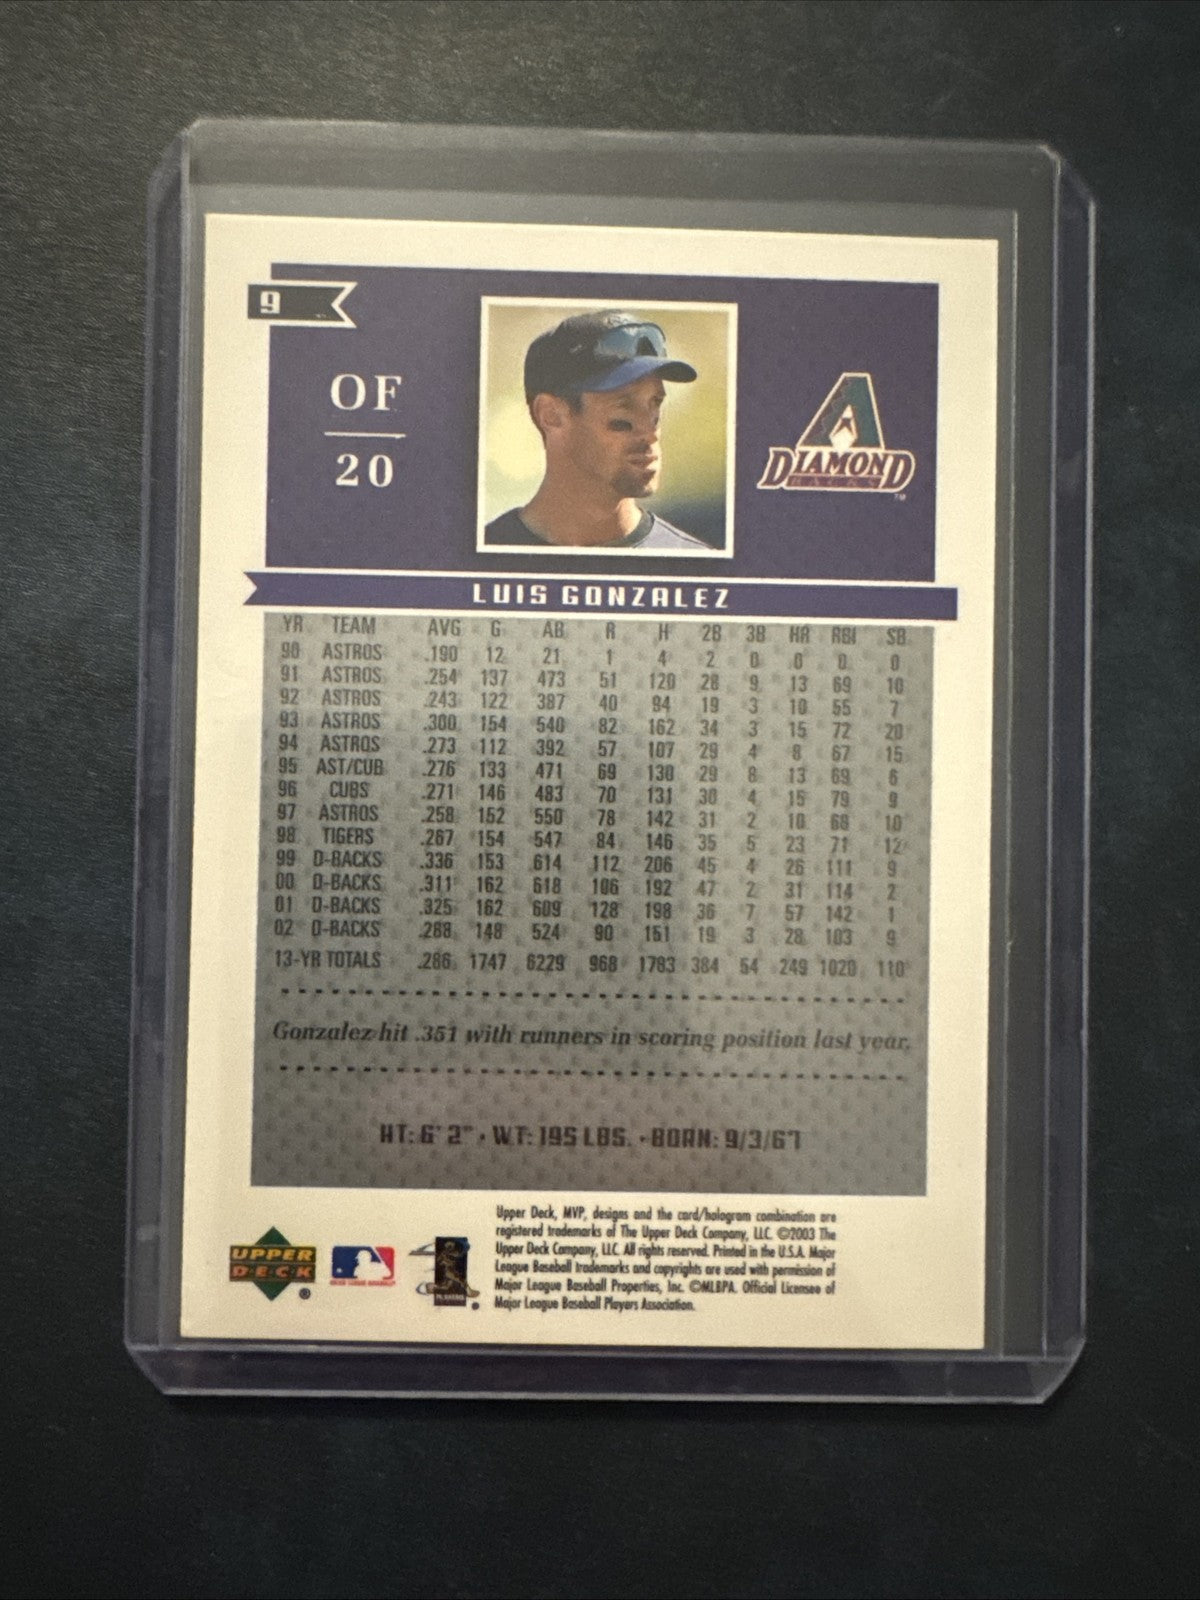 9
OF
20
DIAMOND
BACKS
TM
LUIS GONZALEZ
YR TEAM AVG G AB R H 2B 3B HR RBI SB
90 ASTROS .190 12 21 1 4 2 0 0 0 0
91 ASTROS .254 137 473 51 120 28 9 13 69 10
92 ASTROS .243 122 387 40 94 19 3 10 55 7
93 ASTROS .300 154 540 82 162 34 3 15 72 20
94 ASTROS .273 112 392 57 107 29 4 8 67 15
95 AST/CUB .276 133 471 69 130 29 8 13 69 6
96 CUBS .271 146 483 70 131 30 4 15 79 9
97 ASTROS .258 152 550 78 142 31 2 10 68 10
98 TIGERS .267 154 547 84 146 35 5 23 71 12
99 D-BACKS .336 153 614 112 206 45 4 26 111 9
00 D-BACKS .311 162 618 106 192 47 2 31 114 2
01 D-BACKS .325 162 609 128 198 36 7 57 142 1
02 D-BACKS .288 148 524 90 151 19 3 28 103 9
13-YR TOTALS .286 1747 6229 968 1783 384 54 249 1020 110
Gonzalez hit .351 with runners in scoring position last year.
HT: 6' 2" • WT: 195 LBS. • BORN: 9/3/67
Upper Deck, MVP, designs and the card/hologram combination are
registered trademarks of The Upper Deck Company, LLC. ©2003 The
Upper Deck Company, LLC. All rights reserved. Printed in the U.S.A. Major
League Baseball trademarks and copyrights are used with permission of
Major League Baseball Properties, Inc. ©MLBPA. Official Licensee of
Major League Baseball Players Association.
UPPER
DECK
®